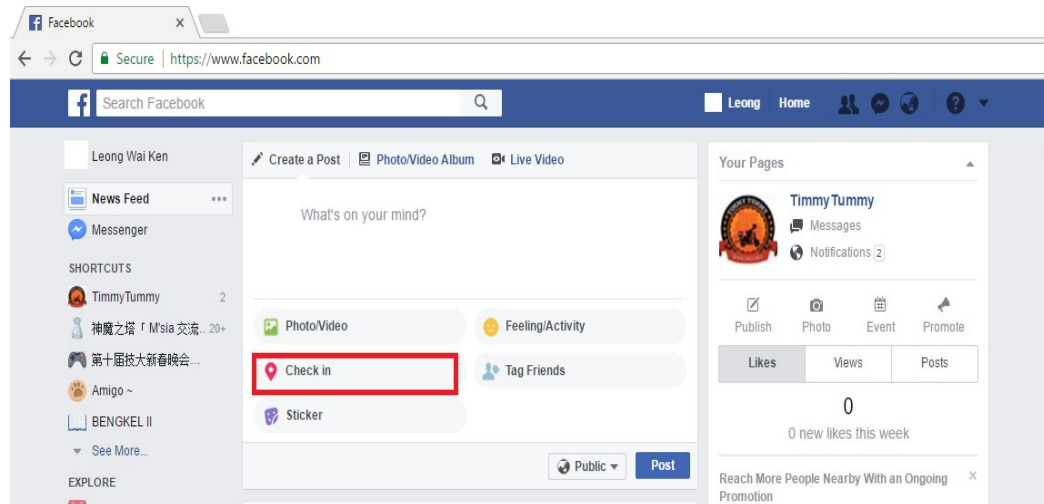 Facebook
Secure | https://www.facebook.com
Search Facebook
Leong Home
Leong Wai Ken
News Feed
Messenger
SHORTCUTS
TimmyTummy 2
神魔之塔「 M'sia 交流.. 20+
第十届技大新春晚会...
Amigo ~
BENGKEL II
See More...
EXPLORE
Create a Post Photo/Video Album Live Video
What's on your mind?
Photo/Video Feeling/Activity
Check in Tag Friends
Sticker
Public Post
Your Pages
TimmyTummy
Messages
Notifications 2
Publish Photo Event Promote
Likes Views Posts
0
0 new likes this week
Reach More People Nearby With an Ongoing
Promotion